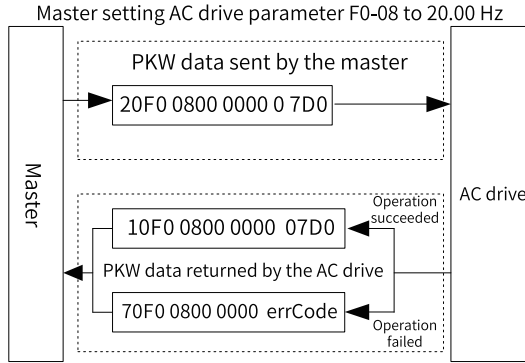 Master setting AC drive parameter F0-08 to 20.00 Hz
PKW data sent by the master
20F0 0800 0000 0 7D0
Master
AC drive
Operation
succeeded
10F0 0800 0000 07D0
PKW data returned by the AC drive
70F0 0800 0000 errCode
Operation
failed